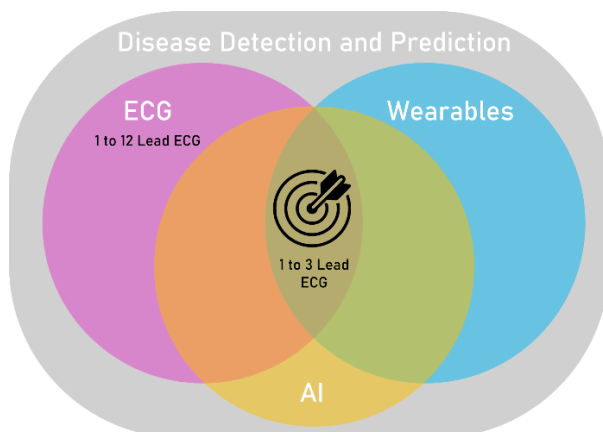 Disease Detection and Prediction
ECG
1 to 12 Lead ECG
Wearables
1 to 3 Lead
ECG
AI